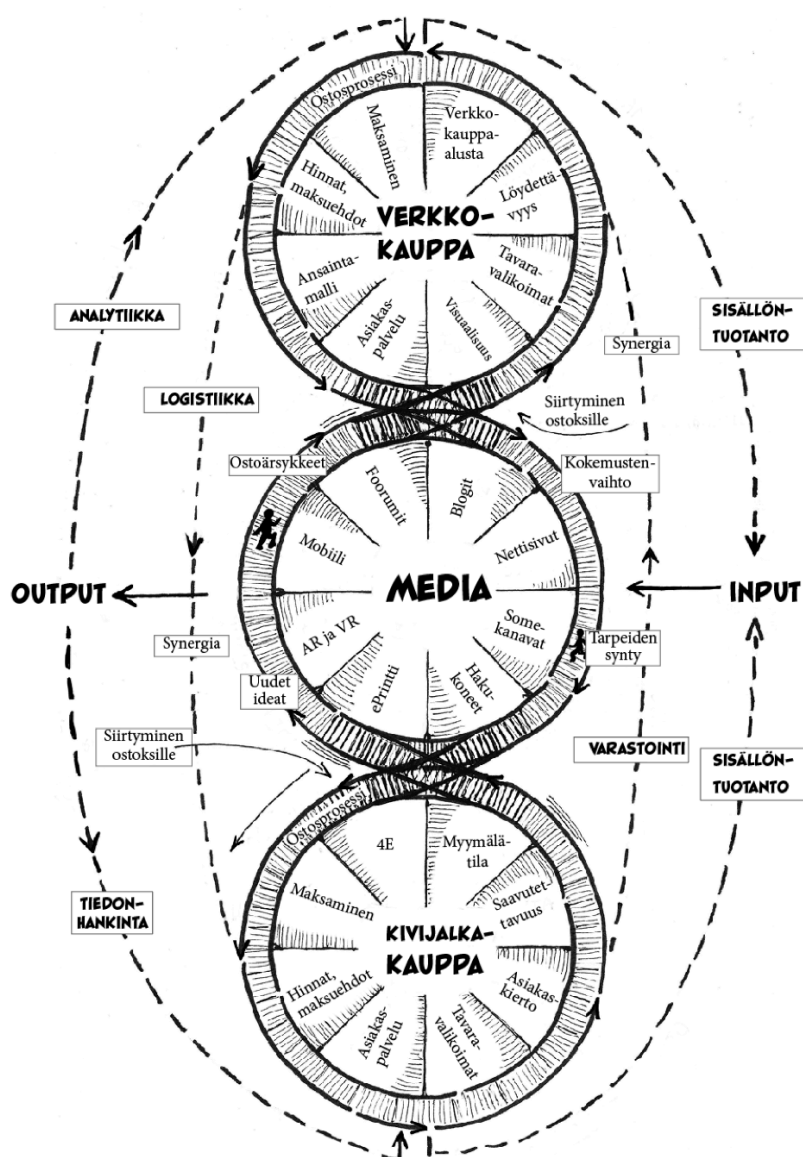 Ostosprosessi
Maksaminen
Verkko-
kauppa-
alusta
Hinnat,
maksuehdot
Löydettä-
vyys
VERKKO-
KAUPPA
Ansainta-
malli
Tavara-
valikoimat
Asiakas-
palvelu
Visuaalisuus
ANALYTIIKKA
SISÄLLÖN-
TUOTANTO
Synergia
LOGISTIIKKA
Siirtyminen
ostoksille
Ostoärsykkeet
Kokemusten-
vaihto
Foorumit
Blogit
Mobiili
Nettisivut
OUTPUT
MEDIA
INPUT
AR ja VR
Some-
kanavat
Synergia
Tarpeiden
synty
Uudet
ideat
ePrintti
Haku-
koneet
Siirtyminen
ostoksille
VARASTOINTI
SISÄLLÖN-
TUOTANTO
Ostosprosessi
4E
Myymälä-
tila
Maksaminen
Saavutet-
tavuus
TIEDON-
HANKINTA
KIVIJALKA-
KAUPPA
Hinnat,
maksuehdot
Asiakas-
kierto
Asiakas-
palvelu
Tavara-
valikoimat